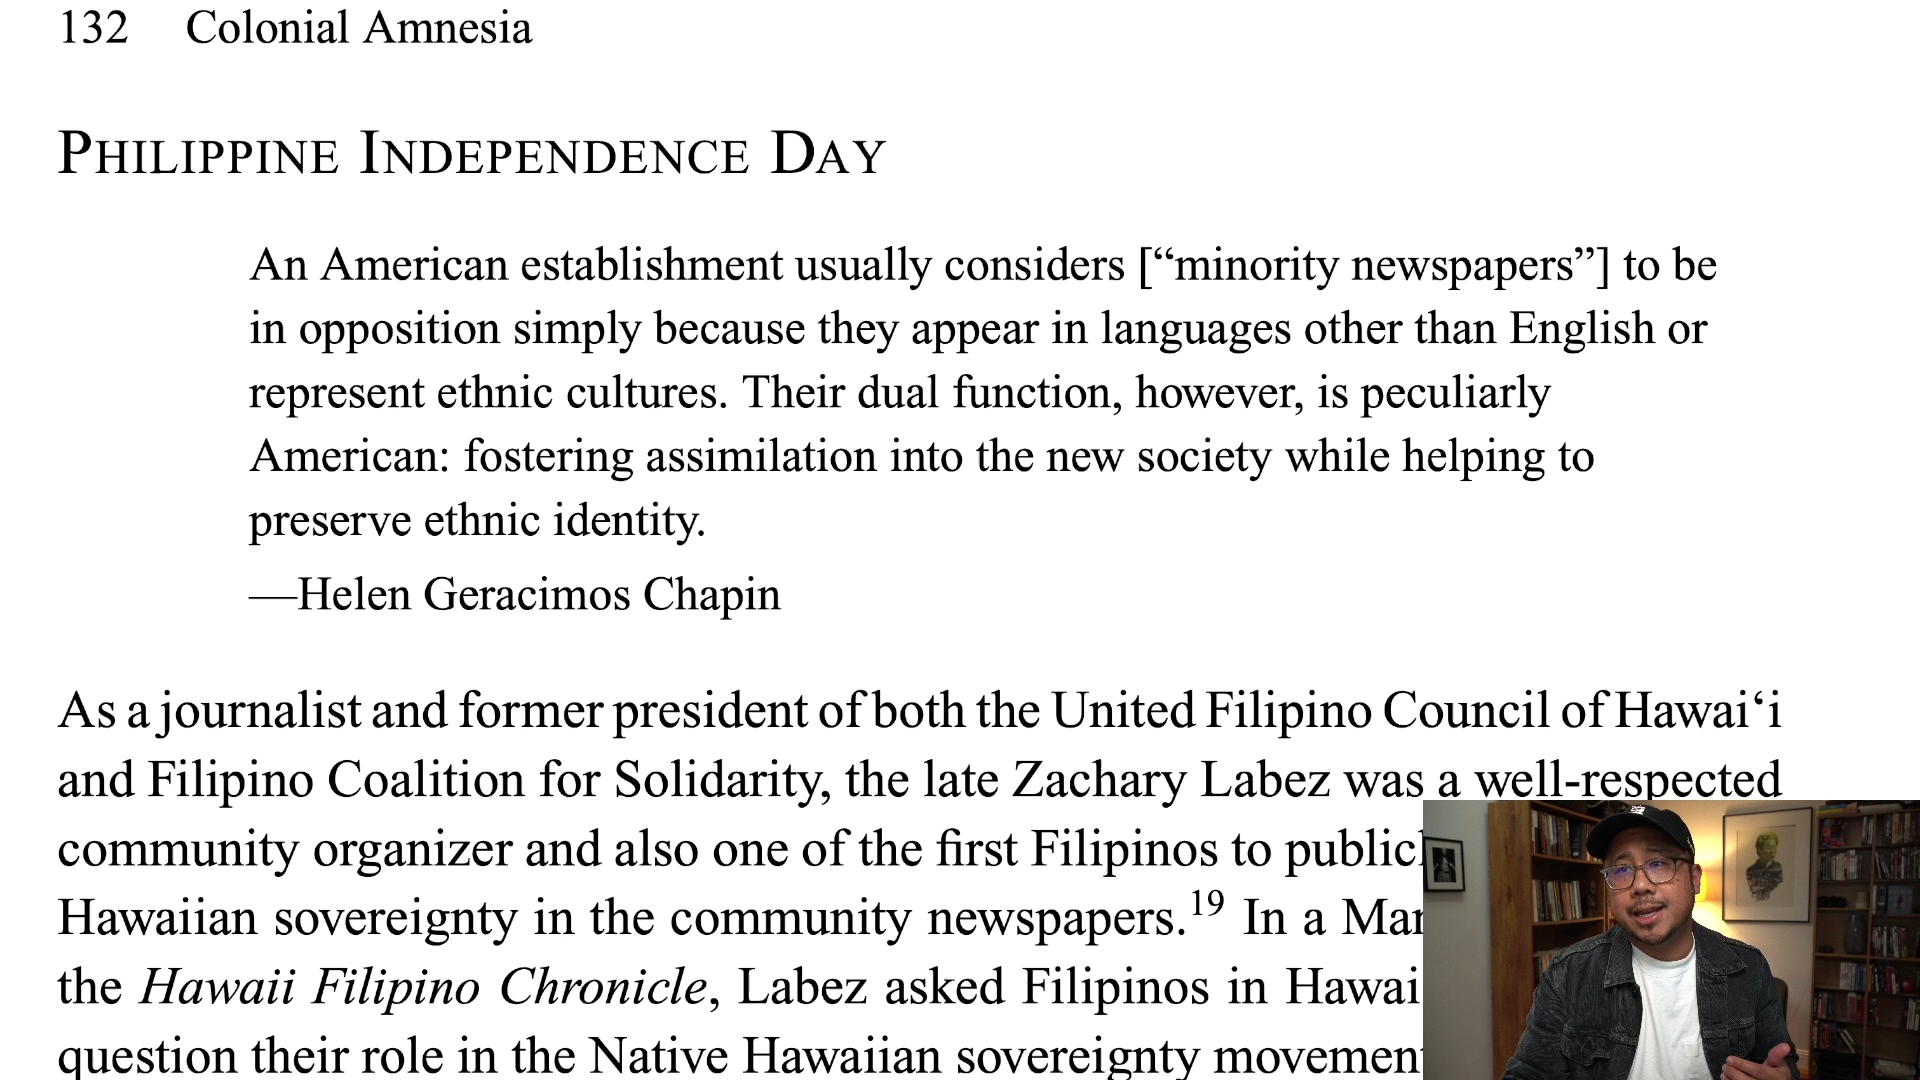 132 Colonial Amnesia
PHILIPPINE INDEPENDENCE DAY
An American establishment usually considers [“minority newspapers”] to be
in opposition simply because they appear in languages other than English or
represent ethnic cultures. Their dual function, however, is peculiarly
American: fostering assimilation into the new society while helping to
preserve ethnic identity.
—Helen Geracimos Chapin
As a journalist and former president of both the United Filipino Council of Hawai‘i
and Filipino Coalition for Solidarity, the late Zachary Labez was a well-respected
community organizer and also one of the first Filipinos to
Hawaiian sovereignty in the community newspapers.19 In a
the Hawaii Filipino Chronicle, Labez asked Filipinos in
question their role in the Native Hawaiian sovereignty